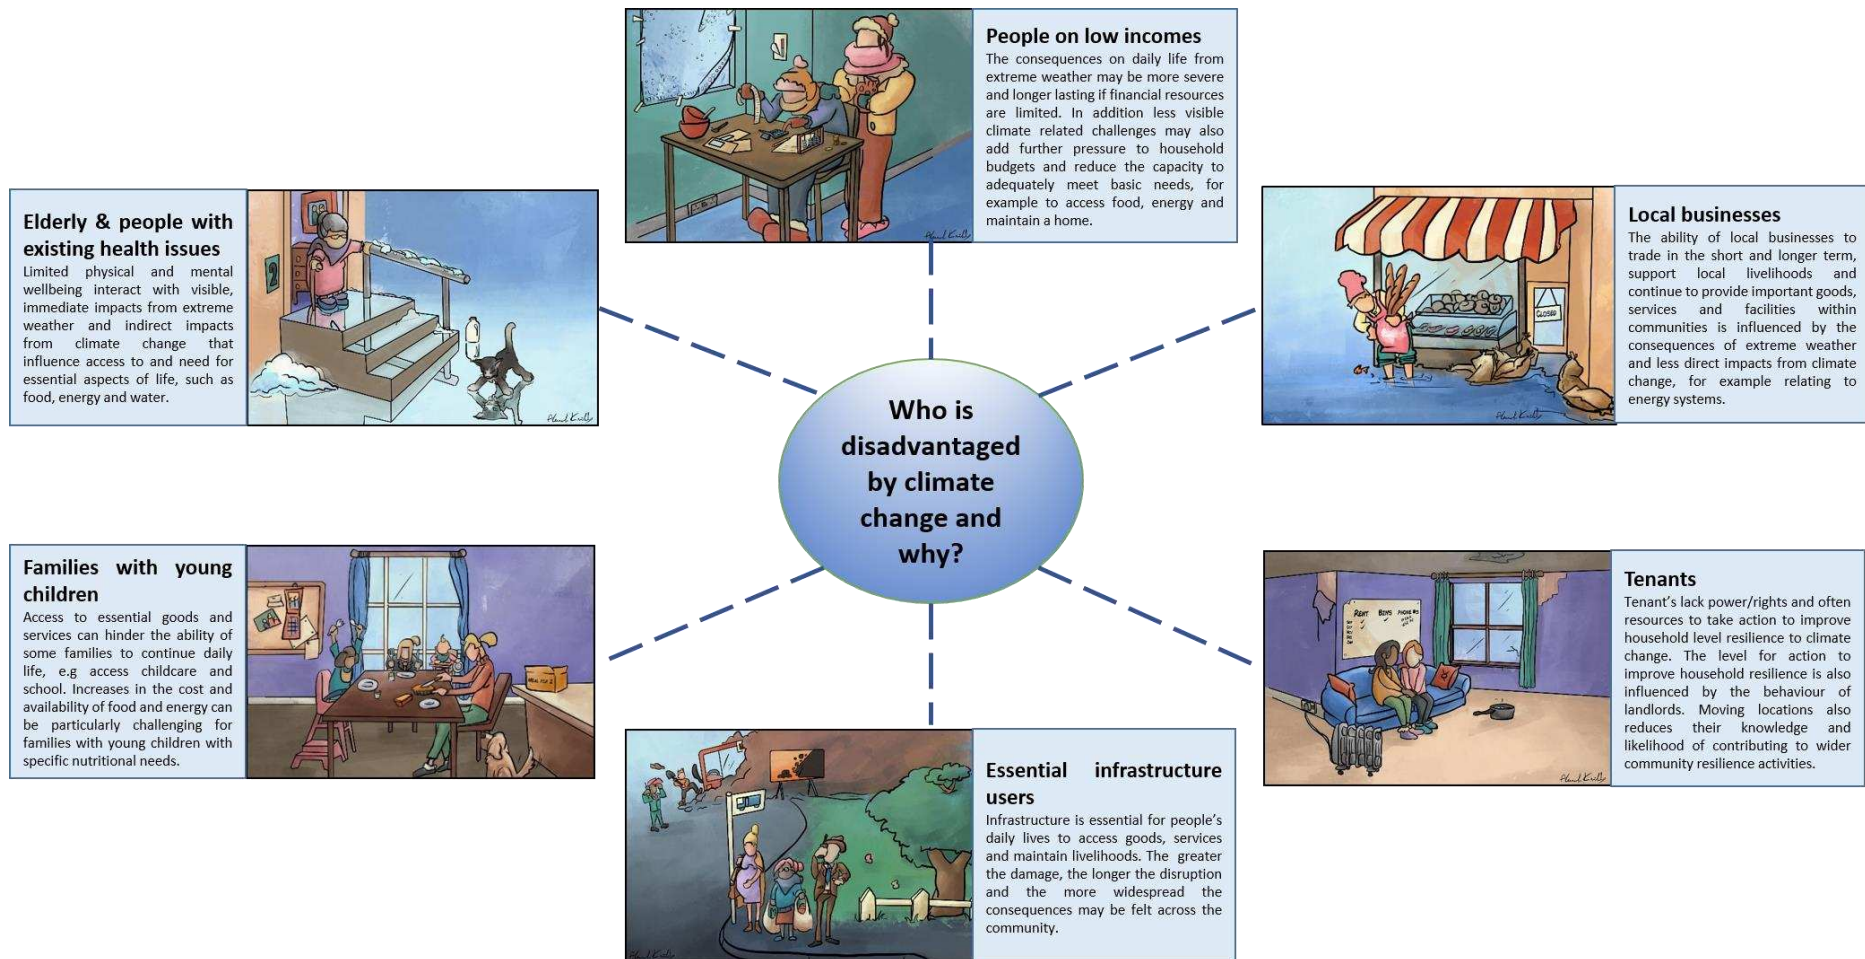 People on low incomes
The consequences on daily life from
extreme weather may be more severe
and longer lasting if financial resources
are limited. In addition less visible
climate related challenges may also
add further pressure to household
budgets and reduce the capacity to
adequately meet basic needs, for
example to access food, energy and
maintain a home.
Elderly & people with
existing health issues
Limited physical and mental
wellbeing interact with visible,
immediate impacts from extreme
weather and indirect impacts
from climate change that
influence access to and need for
essential aspects of life, such as
food, energy and water.
2
Local businesses
The ability of local businesses to
trade in the short and longer term,
support local livelihoods and
continue to provide important goods,
services and facilities within
communities is influenced by the
consequences of extreme weather
and less direct impacts from climate
change, for example relating to
energy systems.
CLOSED
Who is
disadvantaged
by climate
change and
why?
Families with young
children
Access to essential goods and
services can hinder the ability of
some families to continue daily
life, e.g access childcare and
school. Increases in the cost and
availability of food and energy can
be particularly challenging for
families with young children with
specific nutritional needs.
Tenants
Tenant's lack power/rights and often
resources to take action to improve
household level resilience to climate
change. The level for action to
improve household resilience is also
influenced by the behaviour of
landlords. Moving locations also
reduces their knowledge and
likelihood of contributing to wider
community resilience activities.
RENT BILLS PHONE #'S
Essential infrastructure
users
Infrastructure is essential for people's
daily lives to access goods, services
and maintain livelihoods. The greater
the damage, the longer the disruption
and the more widespread the
consequences may be felt across the
community.